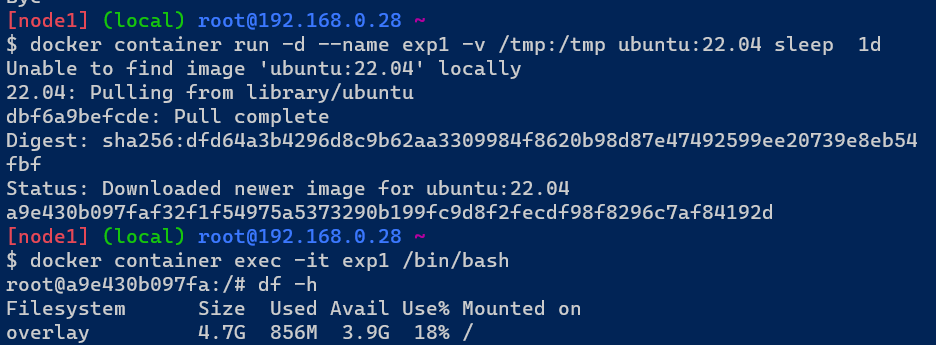 Bye
[node1] (local) root@192.168.0.28 ~
$ docker container run -d --name exp1 -v /tmp:/tmp ubuntu:22.04 sleep  1d
Unable to find image 'ubuntu:22.04' locally
22.04: Pulling from library/ubuntu
dbf6a9befcde: Pull complete
Digest: sha256:dfd64a3b4296d8c9b62aa3309984f8620b98d87e47492599ee20739e8eb54
fbf
Status: Downloaded newer image for ubuntu:22.04
a9e430b097faf32f1f54975a5373290b199fc9d8f2fecdf98f8296c7af84192d
[node1] (local) root@192.168.0.28 ~
$ docker container exec -it exp1 /bin/bash
root@a9e430b097fa:/# df -h
Filesystem      Size  Used Avail Use% Mounted on
overlay         4.7G  856M  3.9G  18% /